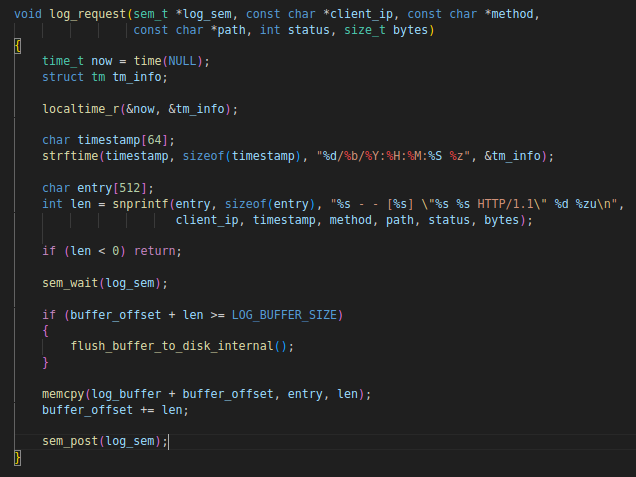 void log_request(sem_t *log_sem, const char *client_ip, const char *method,
                 const char *path, int status, size_t bytes)
{
    time_t now = time(NULL);
    struct tm tm_info;

    localtime_r(&now, &tm_info);

    char timestamp[64];
    strftime(timestamp, sizeof(timestamp), "%d/%b/%Y:%H:%M:%S %z", &tm_info);

    char entry[512];
    int len = snprintf(entry, sizeof(entry), "%s - - [%s] \"%s %s HTTP/1.1\" %d %zu\n",
                       client_ip, timestamp, method, path, status, bytes);

    if (len < 0) return;

    sem_wait(log_sem);

    if (buffer_offset + len >= LOG_BUFFER_SIZE)
    {
        flush_buffer_to_disk_internal();
    }

    memcpy(log_buffer + buffer_offset, entry, len);
    buffer_offset += len;

    sem_post(log_sem);
}